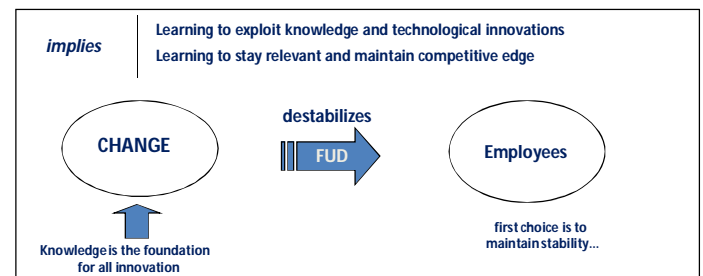 implies
Learning to exploit knowledge and technological innovations
Learning to stay relevant and maintain competitive edge
destabilizes
CHANGE
FUD
Employees
Knowledge is the foundation
for all innovation
first choice is to
maintain stability...